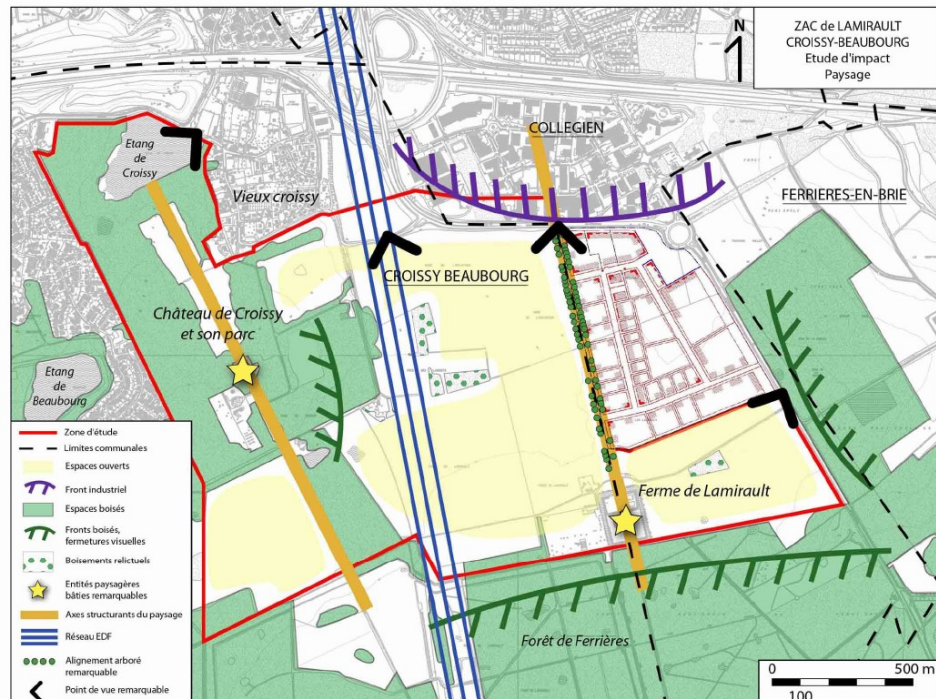 ZAC de LAMIRAULT
CROISSY-BEAUBOURG
Etude d'impact
Paysage
N
COLLEGIEN
Etang
de
Croissy
Vieux croissy
FERRIERES-EN-BRIE
CROISSY BEAUBOURG
Château de Croissy
et son parc
Etang
de
Beaubourg
Ferme de Lamirault
Forêt de Ferrières
Zone d'étude
Limites communales
Espaces ouverts
Front industriel
Espaces boisés
Fronts boisés,
fermetures visuelles
Boisements relictuels
Entités paysagères
bâties remarquables
Axes structurants du paysage
Réseau EDF
Alignement arboré
remarquable
Point de vue remarquable
0 500 m
100